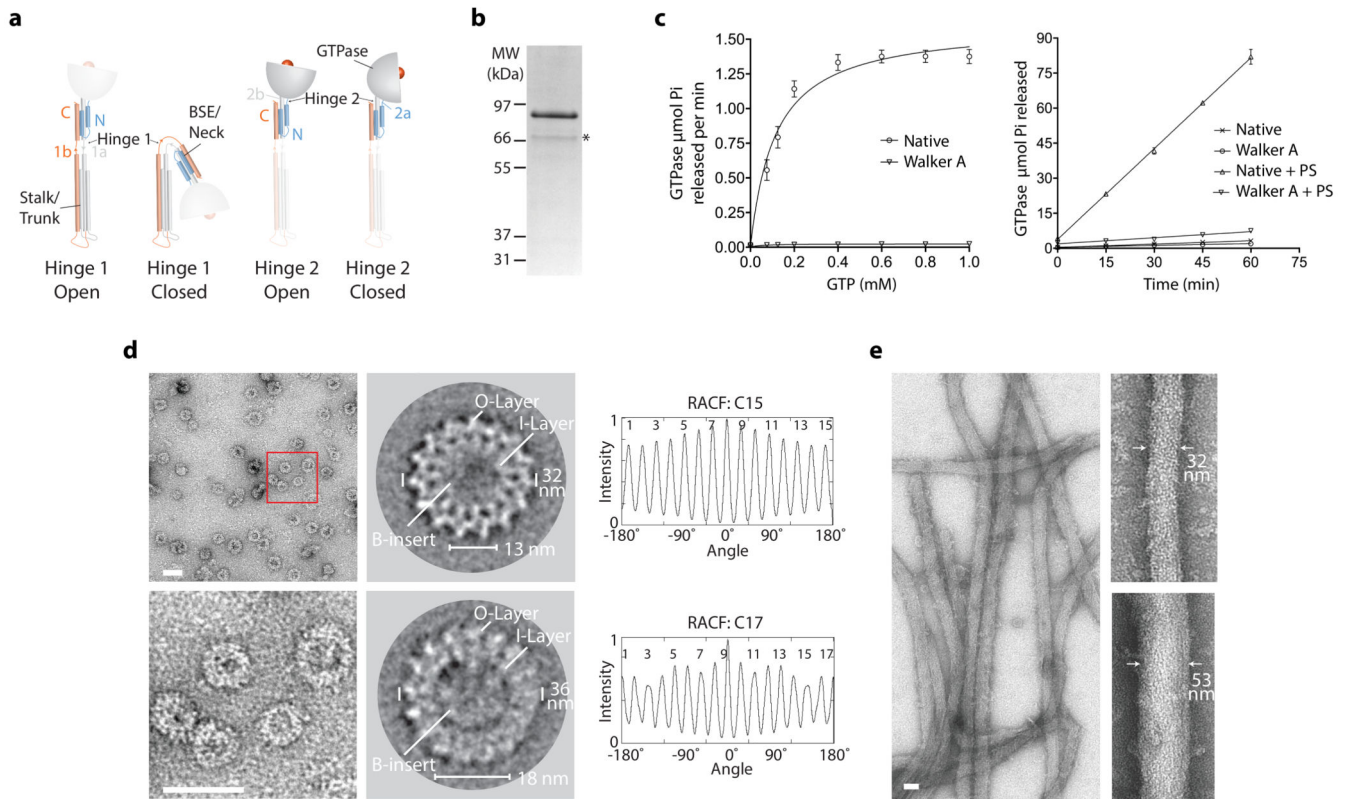 a
GTPase
2b
Hinge 2
2a
C
N
BSE/
Neck
C
N
Hinge 1
1b
1a
Stalk/
Trunk
Hinge 1
Open
Hinge 1
Closed
Hinge 2
Open
Hinge 2
Closed
b
MW
(kDa)
97
66
*
55
37
31
c
GTPase μmol Pi
released per min
1.50
1.25
1.00
0.75
0.50
0.25
0.00
0.0 0.2 0.4 0.6 0.8 1.0
GTP (mM)
Native
Walker A
GTPase μmol Pi released
90
75
60
45
30
15
0
0 15 30 45 60 75
Time (min)
Native
Walker A
Native + PS
Walker A + PS
d
O-Layer
I-Layer
32
nm
B-insert
13 nm
RACF: C15
Intensity
1
0
1 3 5 7 9 11 13 15
-180˚ -90˚ 0˚ 90˚ 180˚
Angle
O-Layer
I-Layer
36
nm
B-insert
18 nm
RACF: C17
Intensity
1
0
1 3 5 7 9 11 13 15 17
-180˚ -90˚ 0˚ 90˚ 180˚
Angle
e
32
nm
53
nm